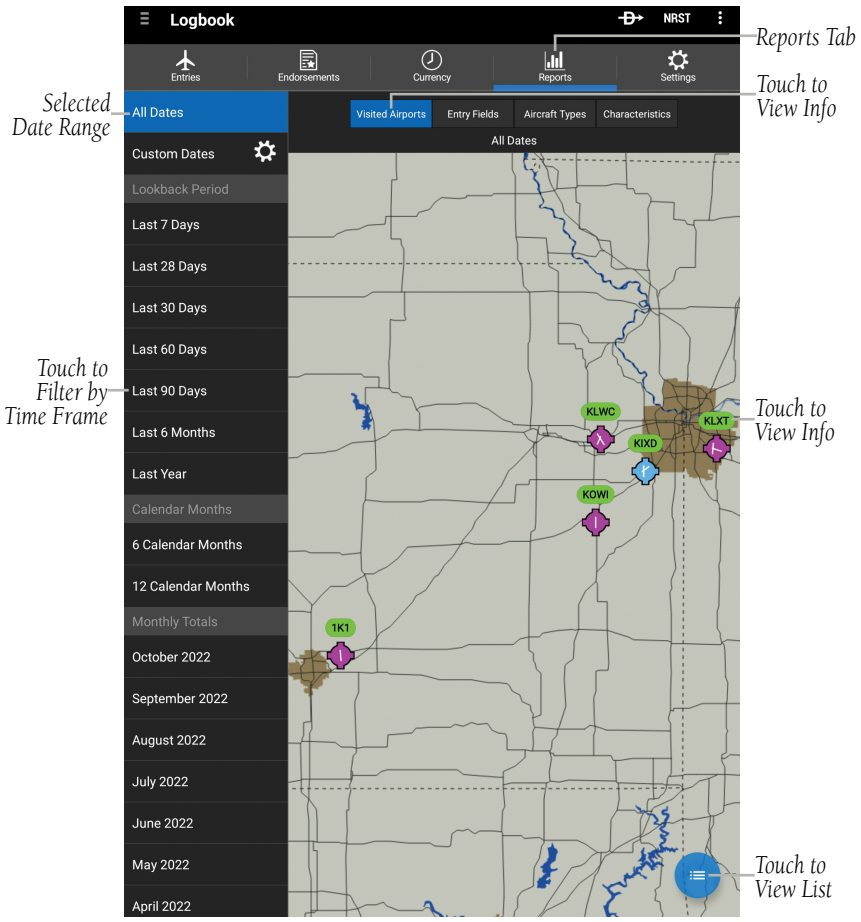 Logbook
NRST
Reports Tab
Entries
Endorsements
Currency
Reports
Settings
Touch to
View Info
Selected
Date Range
All Dates
Visited Airports
Entry Fields
Aircraft Types
Characteristics
All Dates
Custom Dates
Lookback Period
Last 7 Days
Last 28 Days
Last 30 Days
Last 60 Days
Touch to
Filter by
Time Frame
Last 90 Days
Last 6 Months
Last Year
Calendar Months
6 Calendar Months
12 Calendar Months
Monthly Totals
October 2022
September 2022
August 2022
July 2022
June 2022
May 2022
April 2022
KLWC
KLXT
KIXD
KOWI
1K1
Touch to
View Info
Touch to
View List